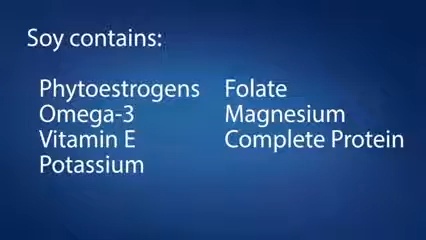 Soy contains:
Phytoestrogens
Omega-3
Vitamin E
Potassium
Folate
Magnesium
Complete Protein